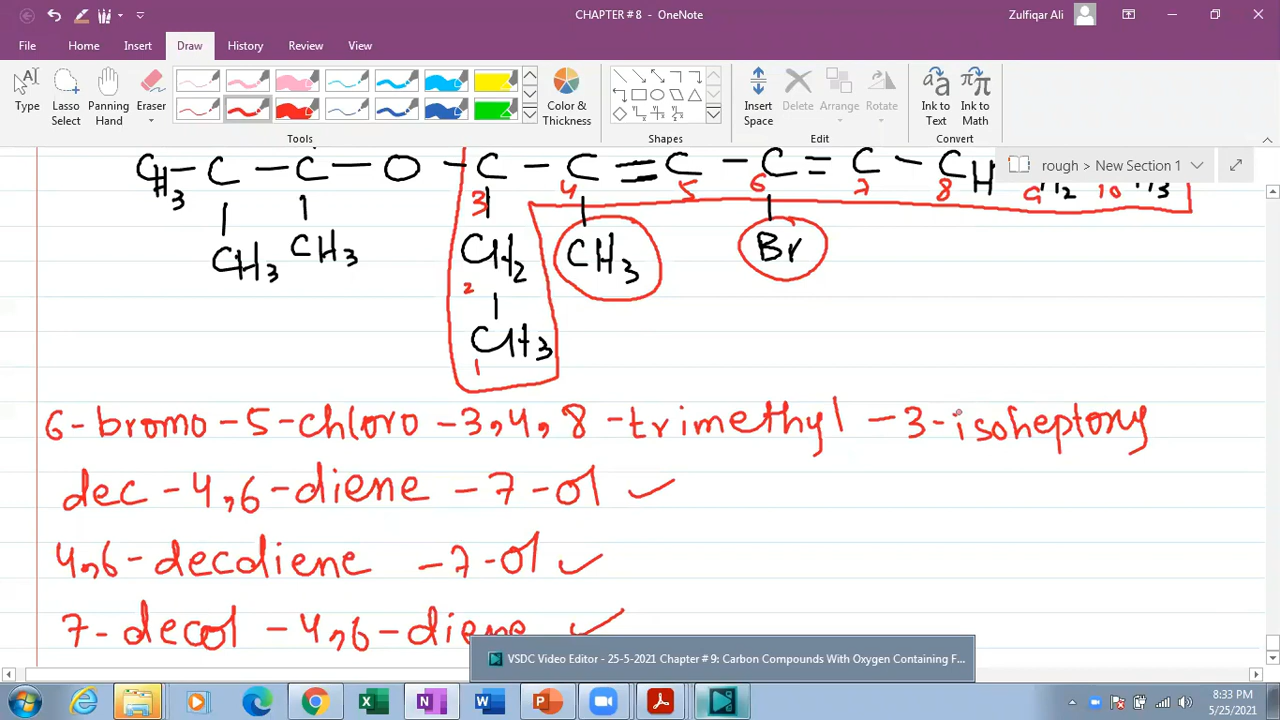 CHAPTER # 8 - OneNote
Zulfiqar Ali
File Home Insert Draw History Review View
Type
Lasso Select
Panning Hand
Eraser
Color & Thickness
Insert Space
Delete
Arrange
Rotate
Ink to Text
Ink to Math
Tools
Shapes
Edit
Convert
rough > New Section 1
CH3 - C - C - O - C - C = C - C = C - CH
3 4 5 6 7 8 9 10
CH3 CH3 CH2 CH3 Br
2
CH3
1
6-bromo-5-chloro-3,4,8-trimethyl-3-isoheptoxy
dec-4,6-diene-7-ol ✓
4,6-decdiene-7-ol ✓
7-decol-4,6-diene ✓
VSDC Video Editor - 25-5-2021 Chapter # 9: Carbon Compounds With Oxygen Containing F...
8:33 PM
5/25/2021